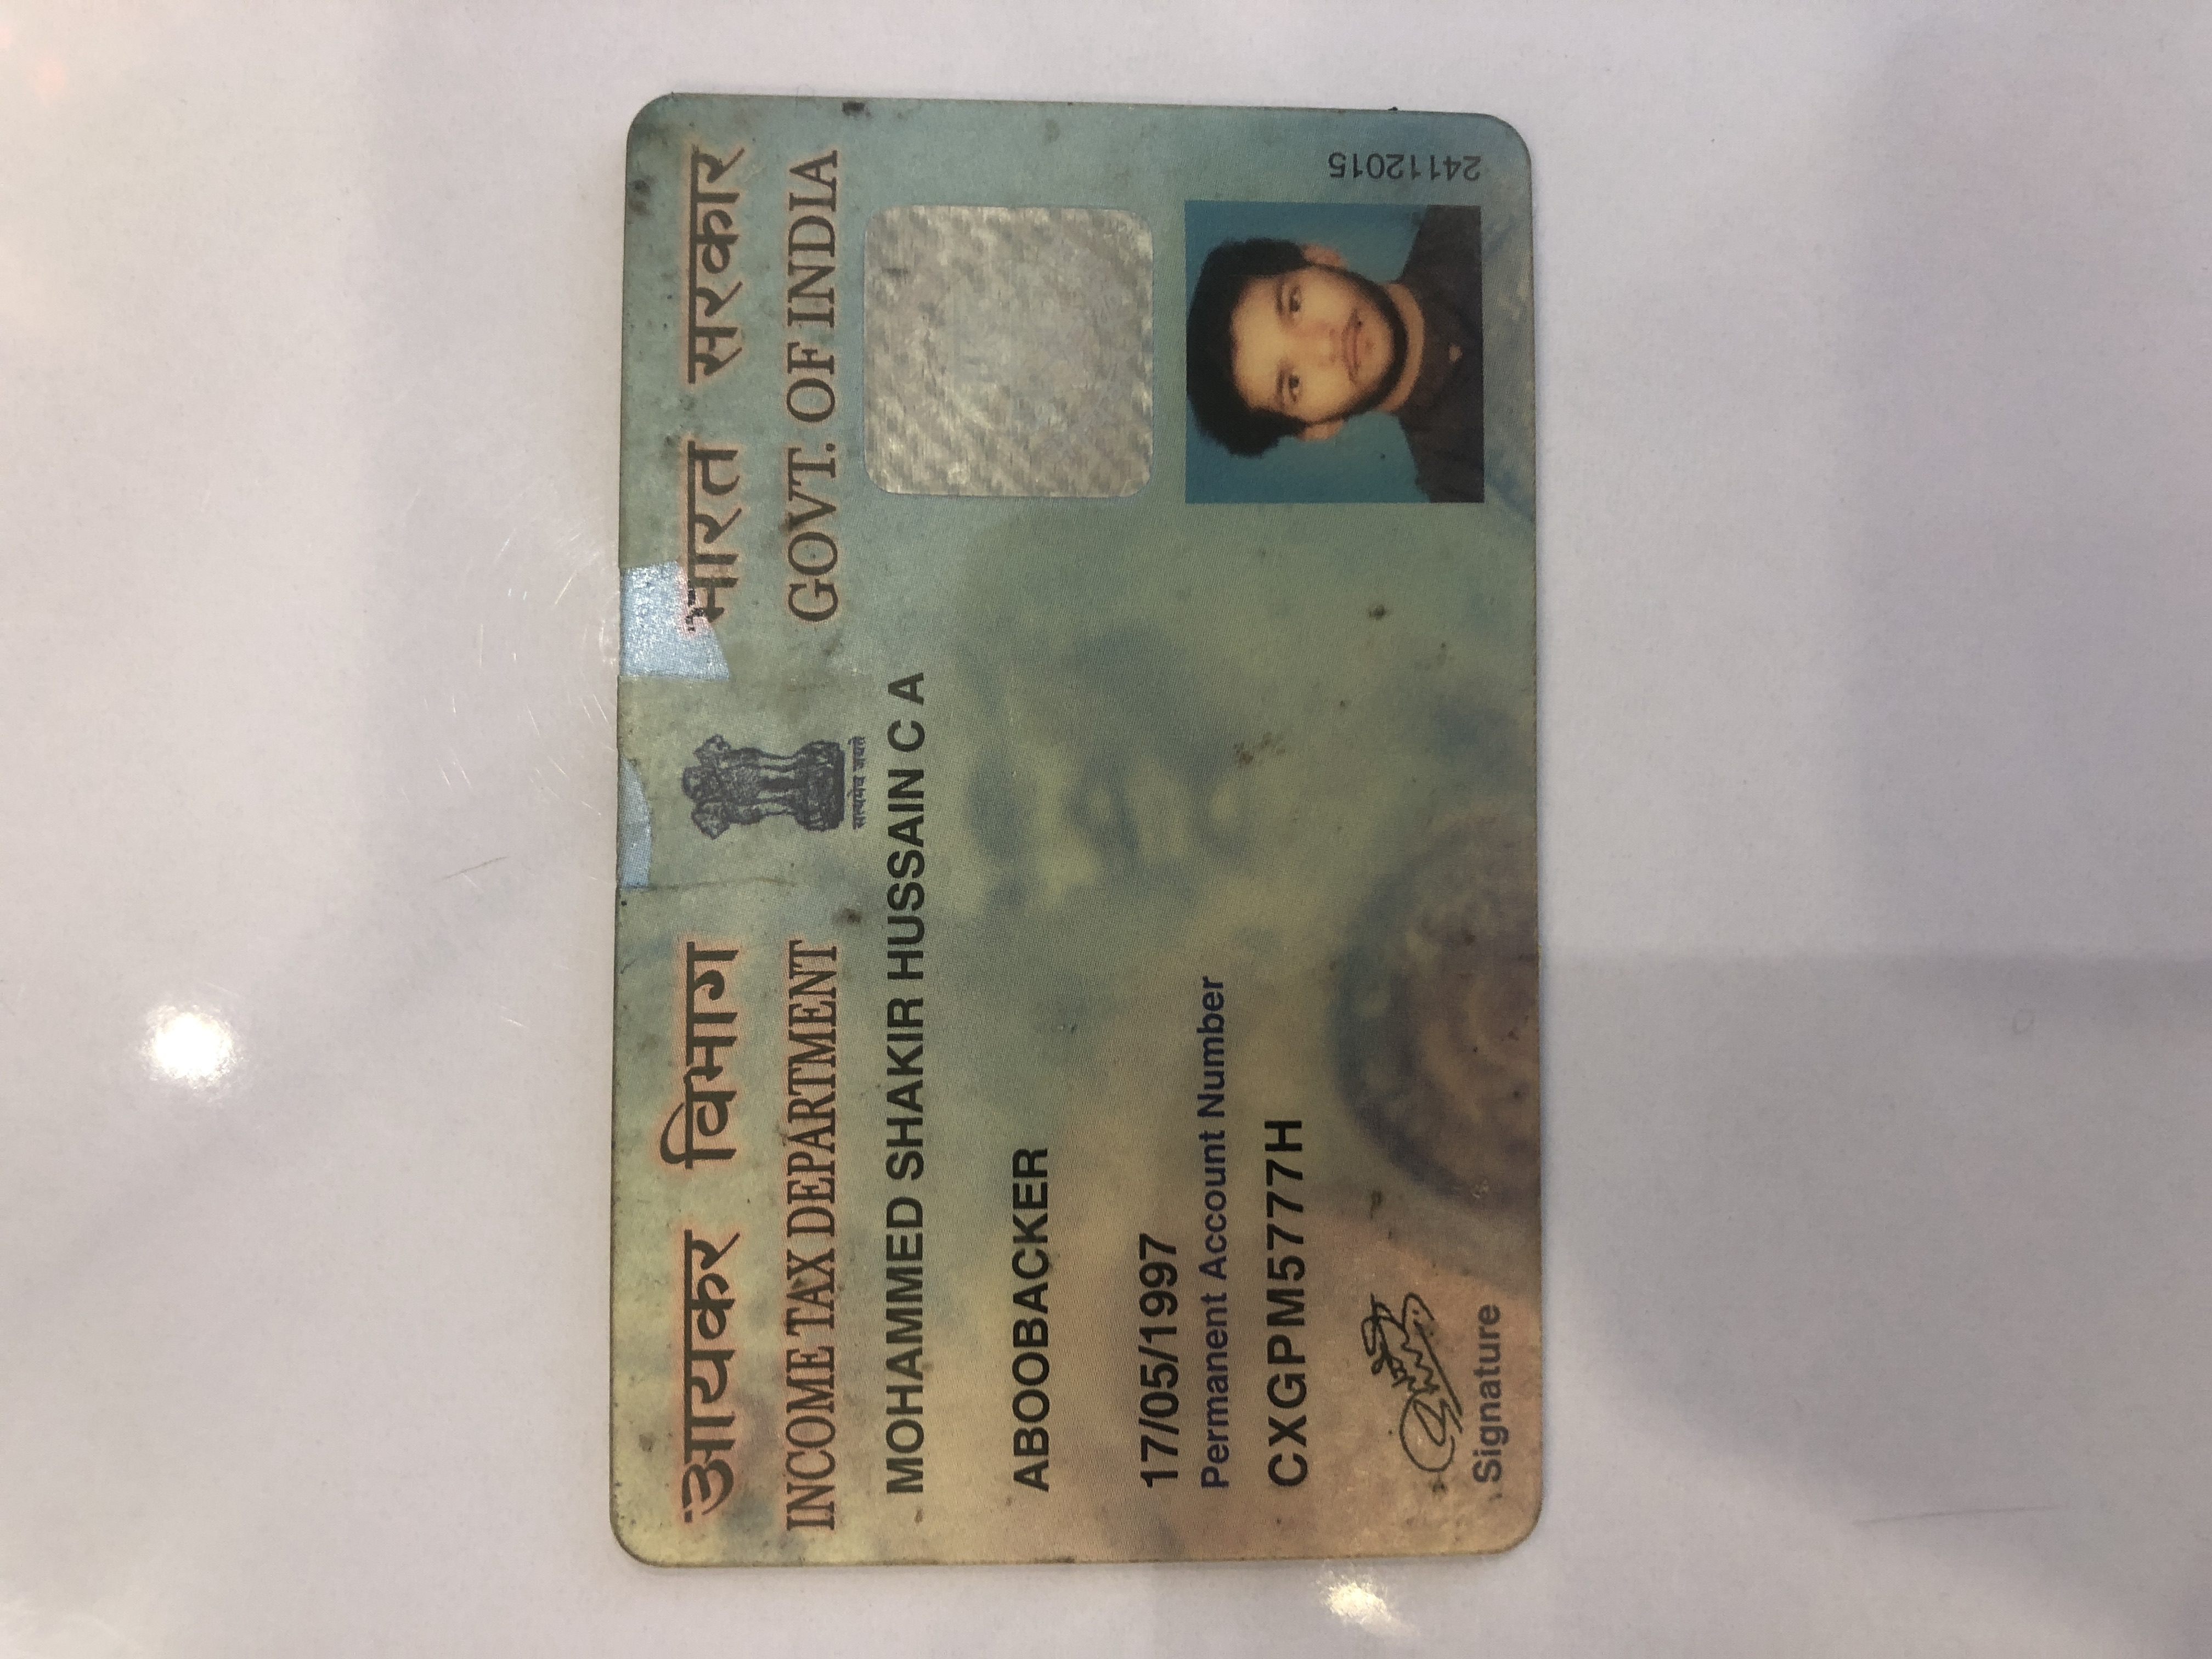 आयकर विभाग
भारत सरकार
INCOME TAX DEPARTMENT
GOVT. OF INDIA
सत्यमेव जयते
MOHAMMED SHAKIR HUSSAIN C A
ABOOBACKER
17/05/1997
Permanent Account Number
CXGPM5777H
Signature
24112015